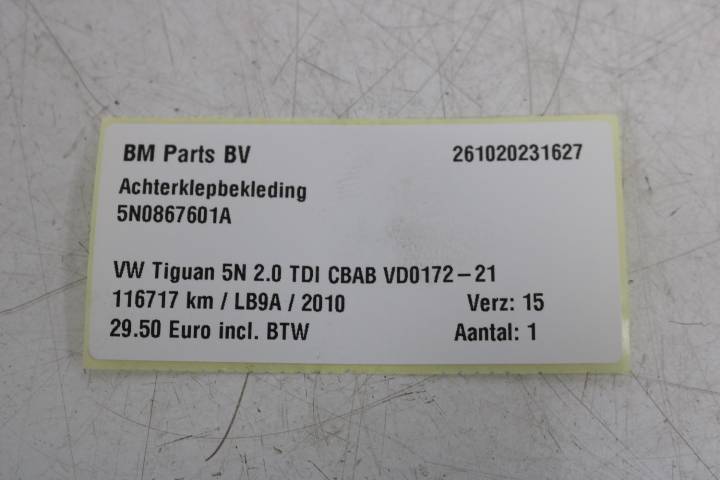 BM Parts BV 261020231627
Achterklepbekleding
5N0867601A
VW Tiguan 5N 2.0 TDI CBAB VD0172-21
116717 km / LB9A / 2010 Verz: 15
29.50 Euro incl. BTW Aantal: 1